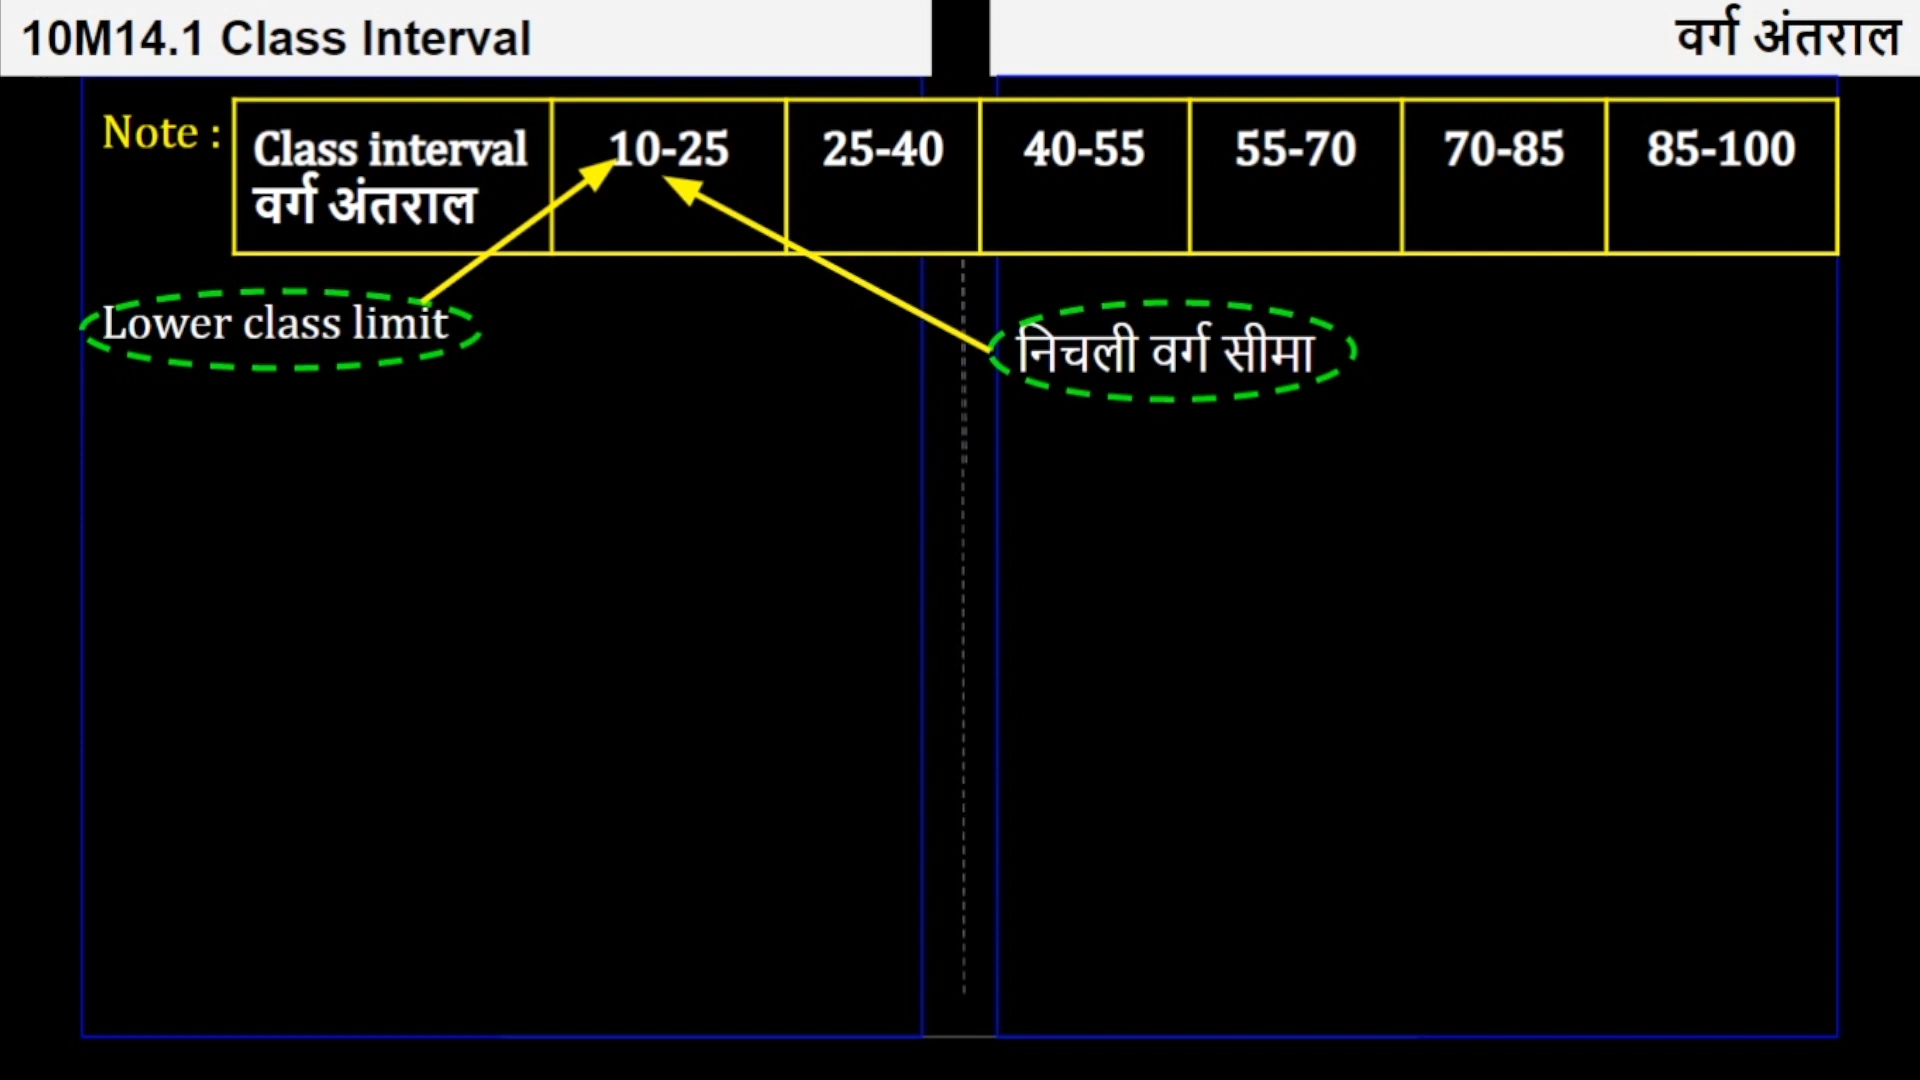 10M14.1 Class Interval
वर्ग अंतराल
Note :
Class interval 10-25 25-40 40-55 55-70 70-85 85-100
वर्ग अंतराल
Lower class limit
निचली वर्ग सीमा